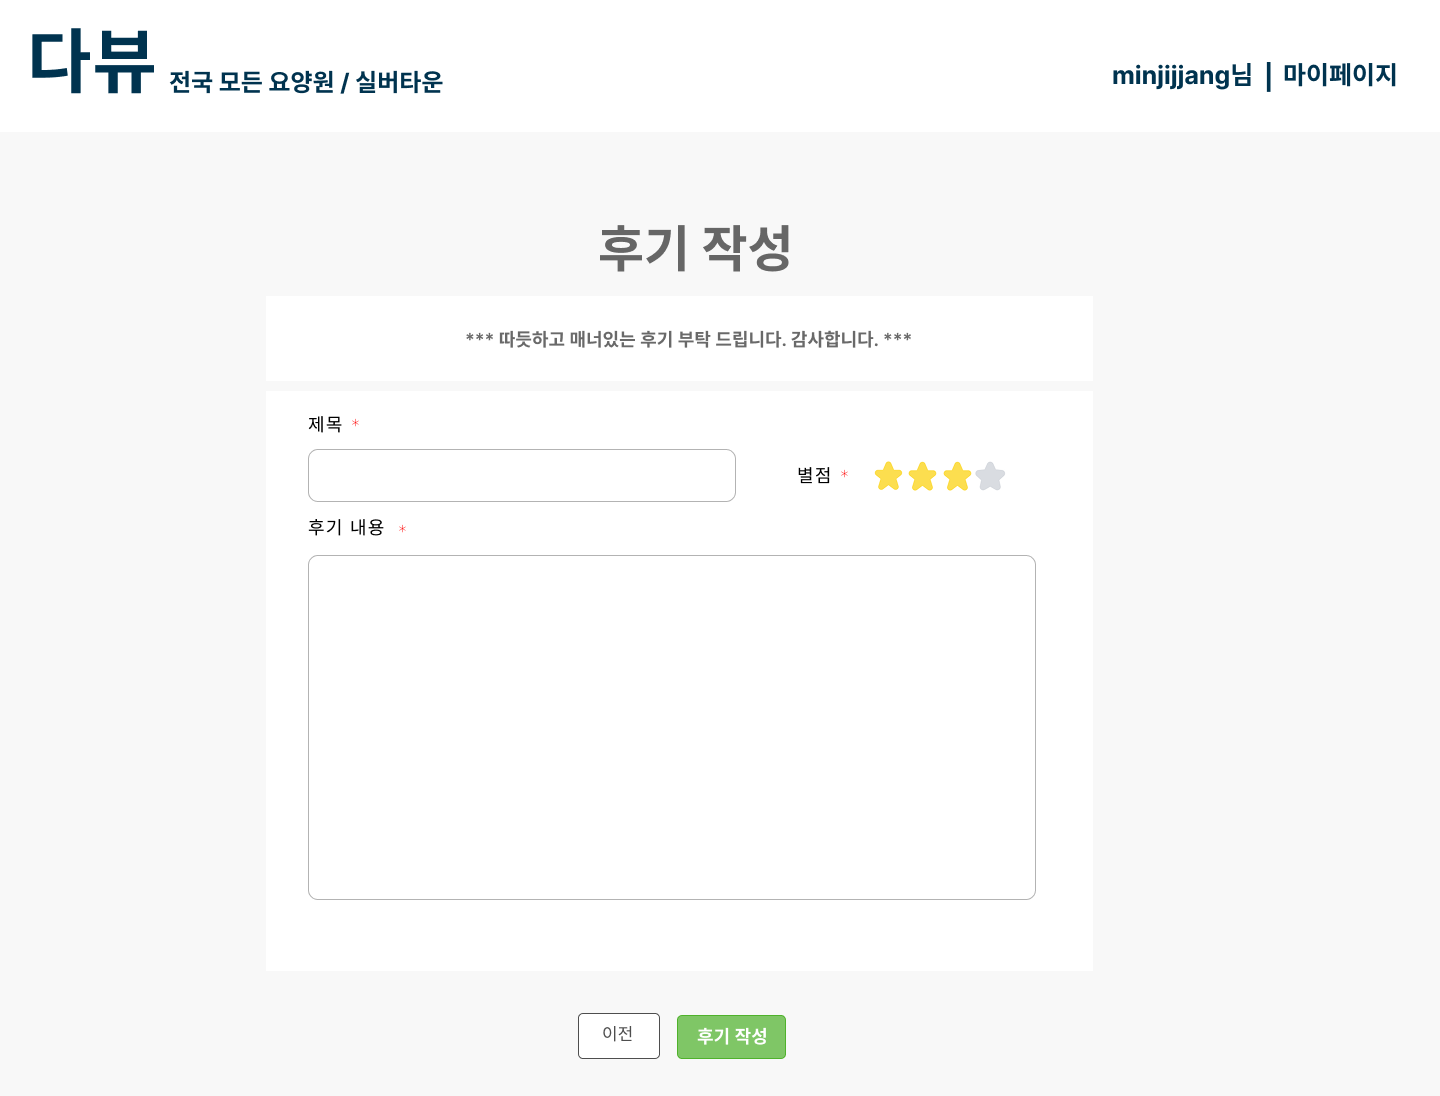 다뷰 전국 모든 요양원 / 실버타운
minjijjang님 | 마이페이지
후기 작성
*** 따듯하고 매너있는 후기 부탁 드립니다. 감사합니다. ***
제목 *
별점 *
후기 내용 *
이전
후기 작성